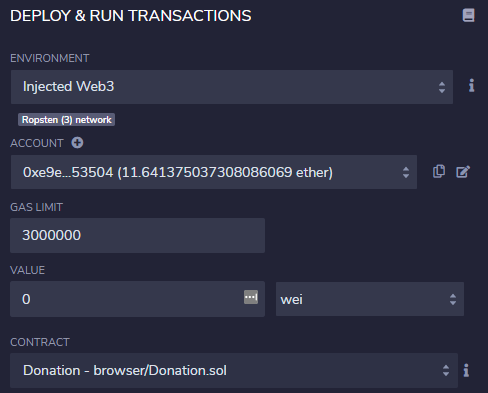 DEPLOY & RUN TRANSACTIONS
ENVIRONMENT
Injected Web3
Ropsten (3) network
ACCOUNT
0xe9e...53504 (11.641375037308086069 ether)
GAS LIMIT
3000000
VALUE
0 wei
CONTRACT
Donation - browser/Donation.sol